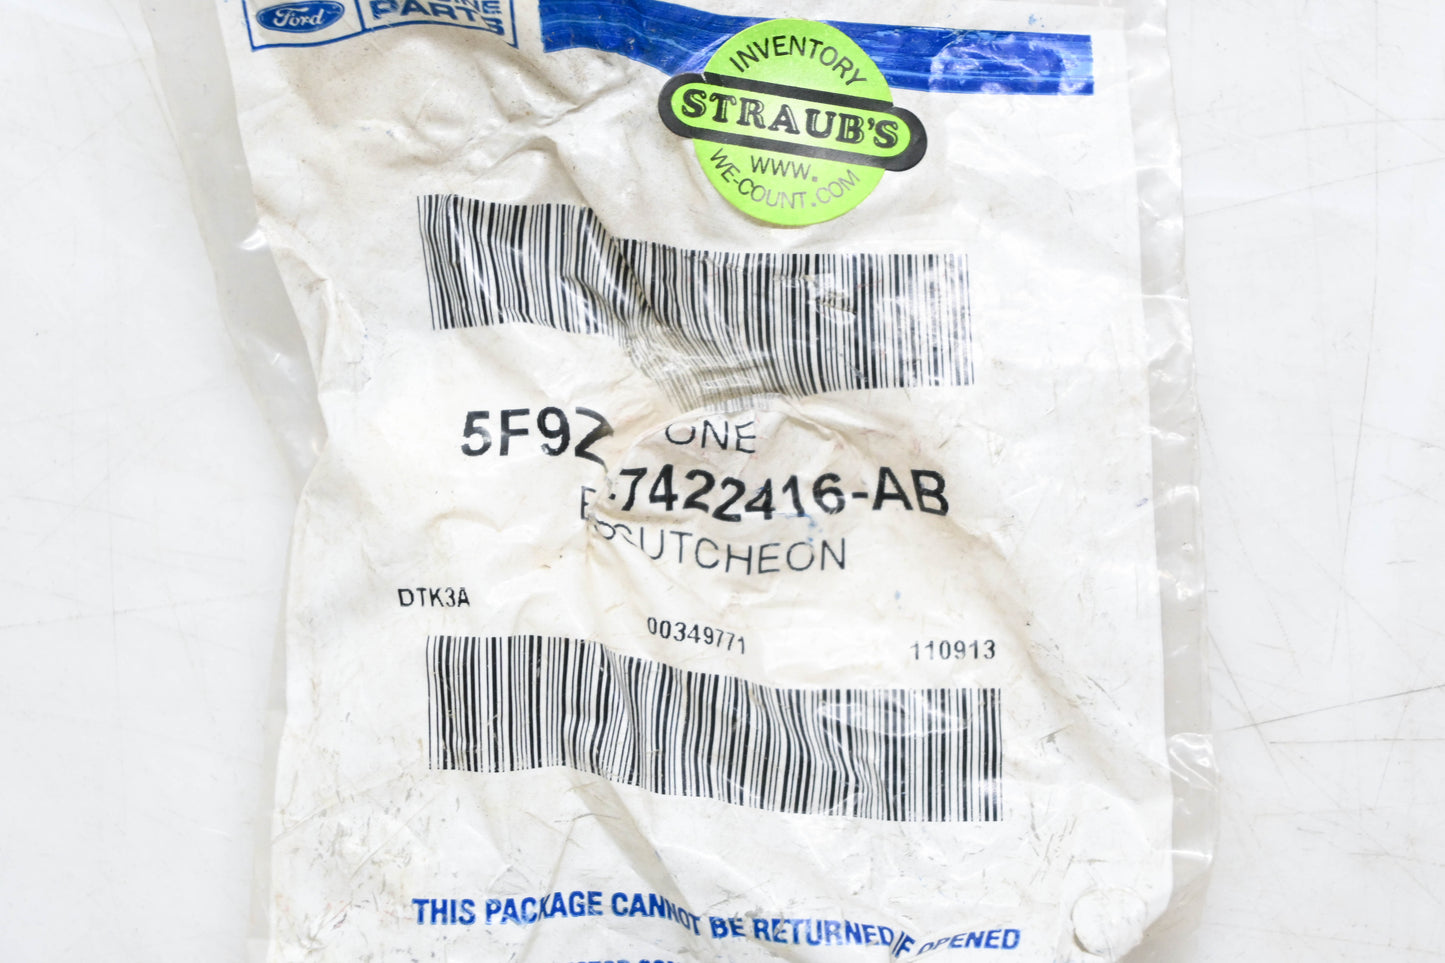 Ford
PARTS
INVENTORY
STRAUB'S
WWW.
WE-COUNT.COM
ONE
5F9Z-7422416-AB
ESCUTCHEON
DTK3A
00349771
110913
THIS PACKAGE CANNOT BE RETURNED IF OPENED